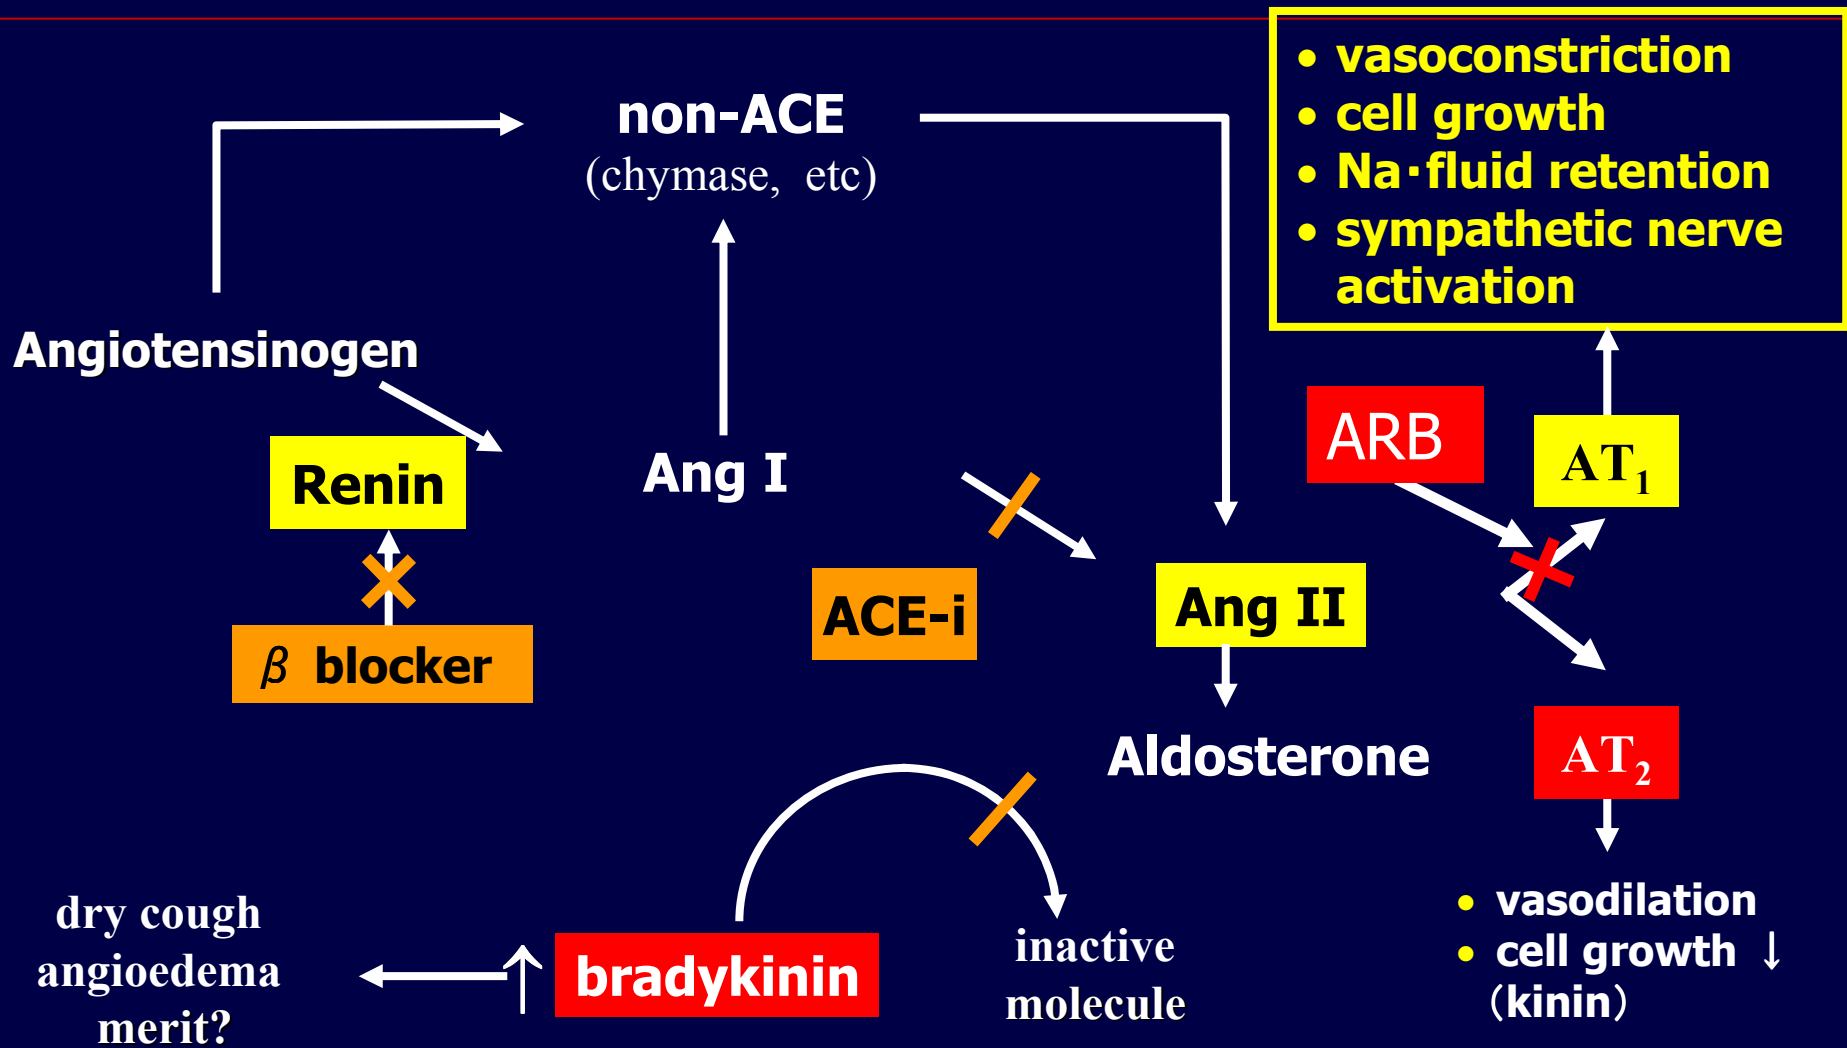 non-ACE
(chymase, etc)
• vasoconstriction
• cell growth
• Na·fluid retention
• sympathetic nerve
activation
Angiotensinogen
Renin
Ang I
ARB
AT₁
β blocker
ACE-i
Ang II
Aldosterone
AT₂
dry cough
angioedema
merit?
↑ bradykinin
inactive
molecule
• vasodilation
• cell growth ↓
(kinin)